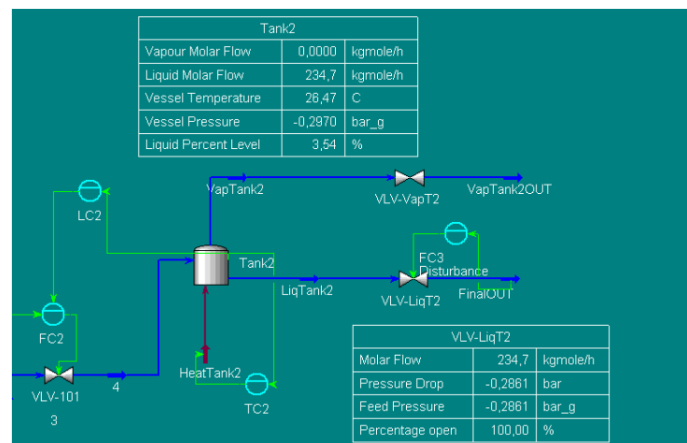 Tank2
Vapour Molar Flow 0,0000 kgmole/h
Liquid Molar Flow 234,7 kgmole/h
Vessel Temperature 26,47 C
Vessel Pressure -0,2970 bar_g
Liquid Percent Level 3,54 %
VapTank2 VLV-VapT2 VapTank2OUT
LC2
FC3
Tank2 Disturbance
LiqTank2 VLV-LiqT2 FinalOUT
FC2
HeatTank2
4
VLV-101
3
TC2
VLV-LiqT2
Molar Flow 234,7 kgmole/h
Pressure Drop -0,2861 bar
Feed Pressure -0,2861 bar_g
Percentage open 100,00 %